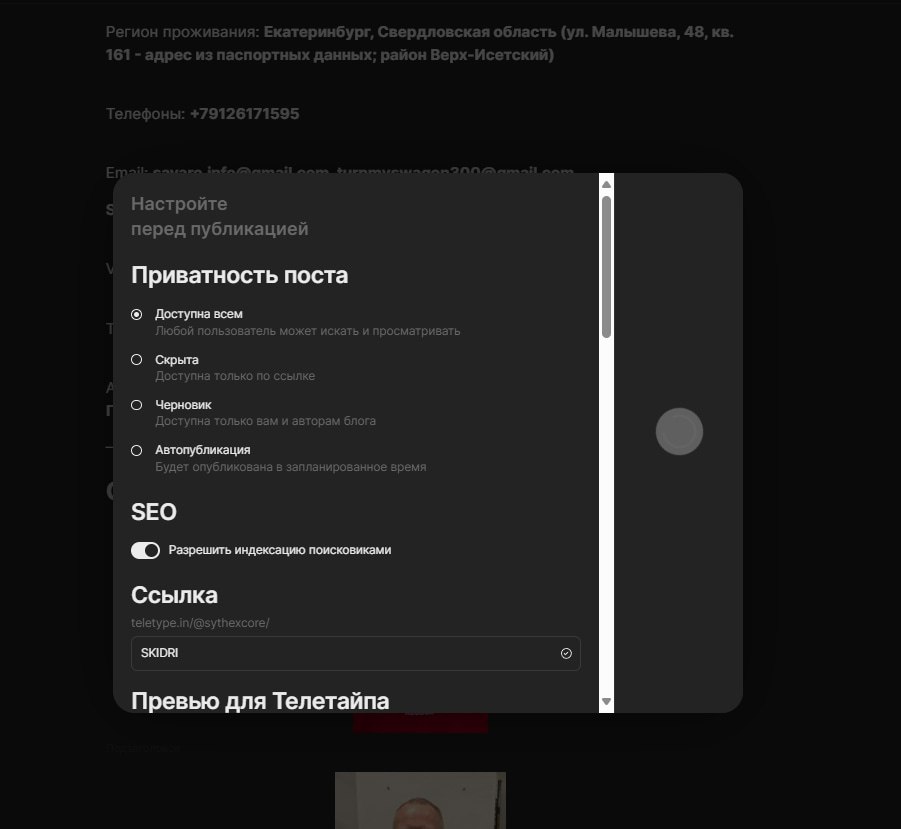 Регион проживания: Екатеринбург, Свердловская область (ул. Малышева, 48, кв.
161 - адрес из паспортных данных; район Верх-Исетский)
Телефоны: +79126171595
Email:
Настройте
перед публикацией
Приватность поста
Доступна всем
Любой пользователь может искать и просматривать
Скрыта
Доступна только по ссылке
Черновик
Доступна только вам и авторам блога
Автопубликация
Будет опубликована в запланированное время
SEO
Разрешить индексацию поисковиками
Ссылка
teletype.in/@sythexcore/
SKIDRI
Превью для Телетайпа